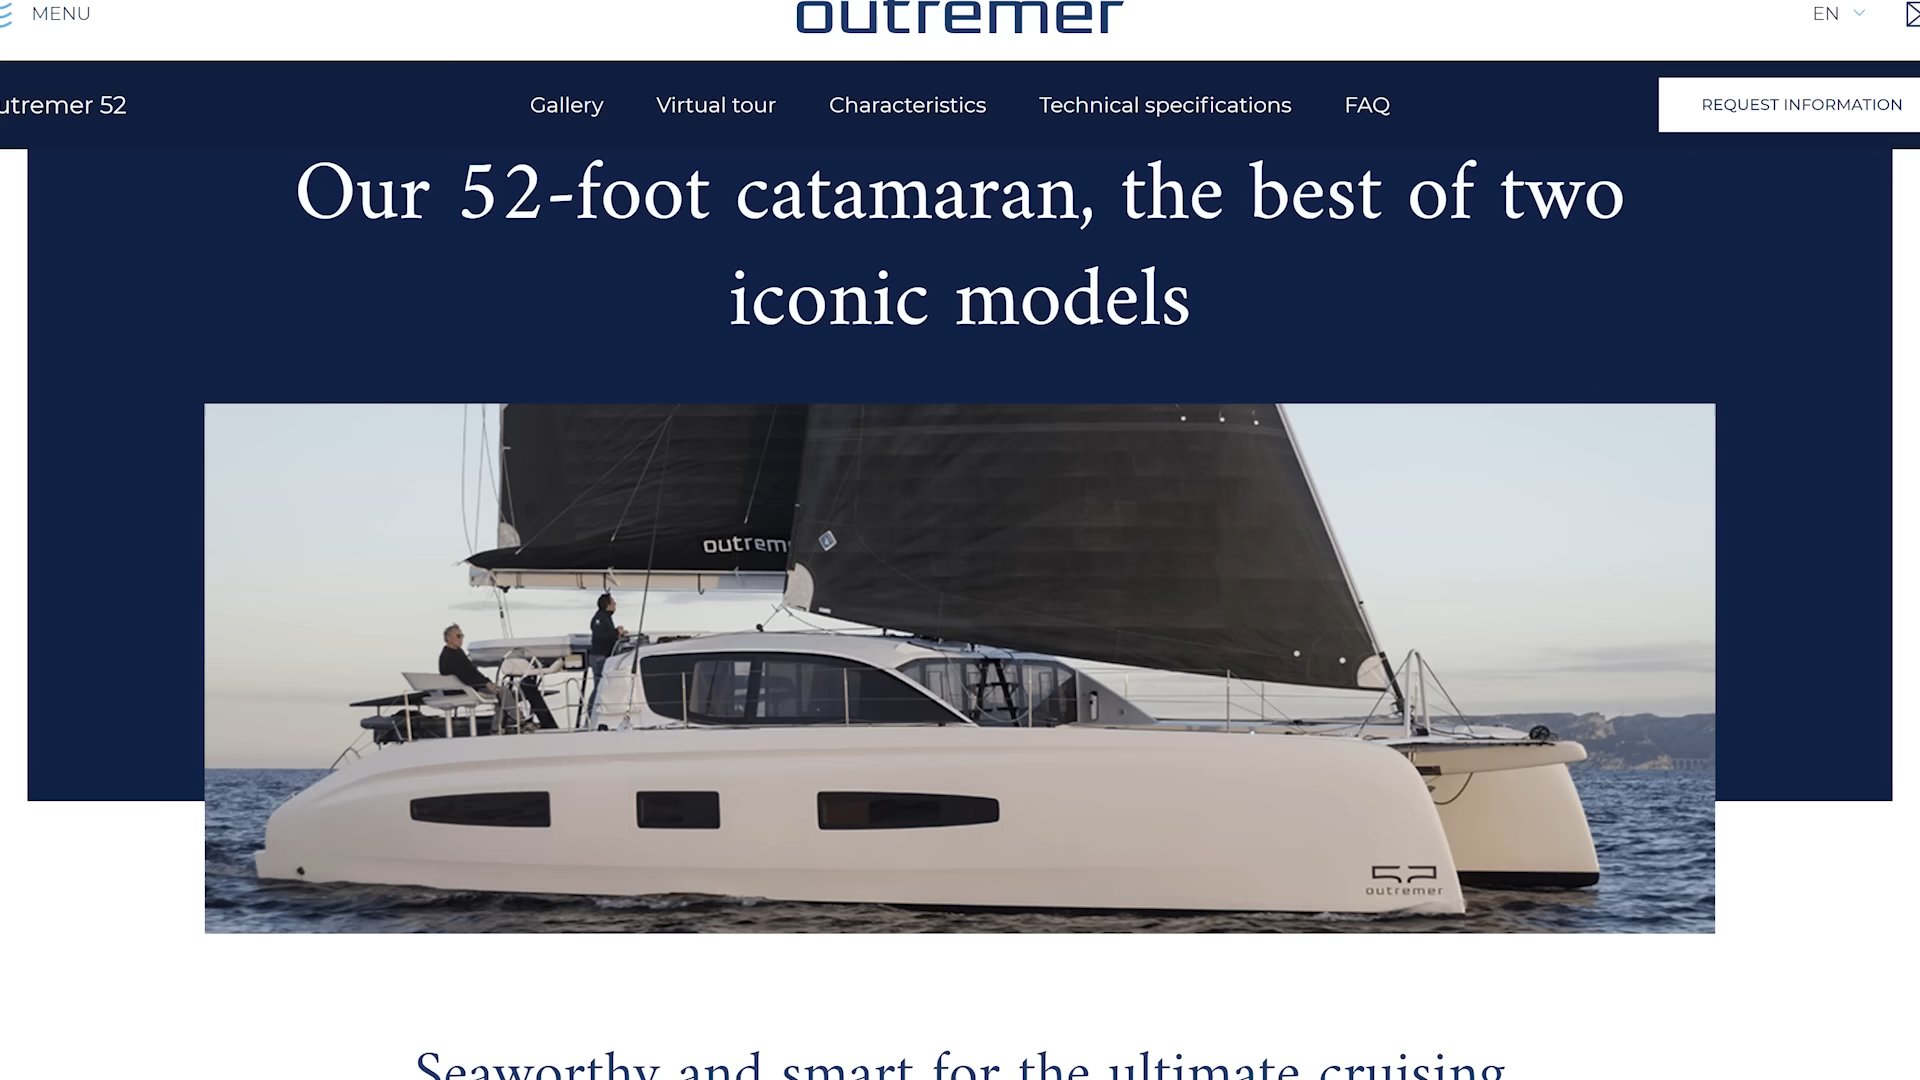 MENU
outremer
EN
utremer 52
Gallery
Virtual tour
Characteristics
Technical specifications
FAQ
REQUEST INFORMATION
Our 52-foot catamaran, the best of two
iconic models
outrem
52
outremer
Seaworthy and smart for the ultimate cruising